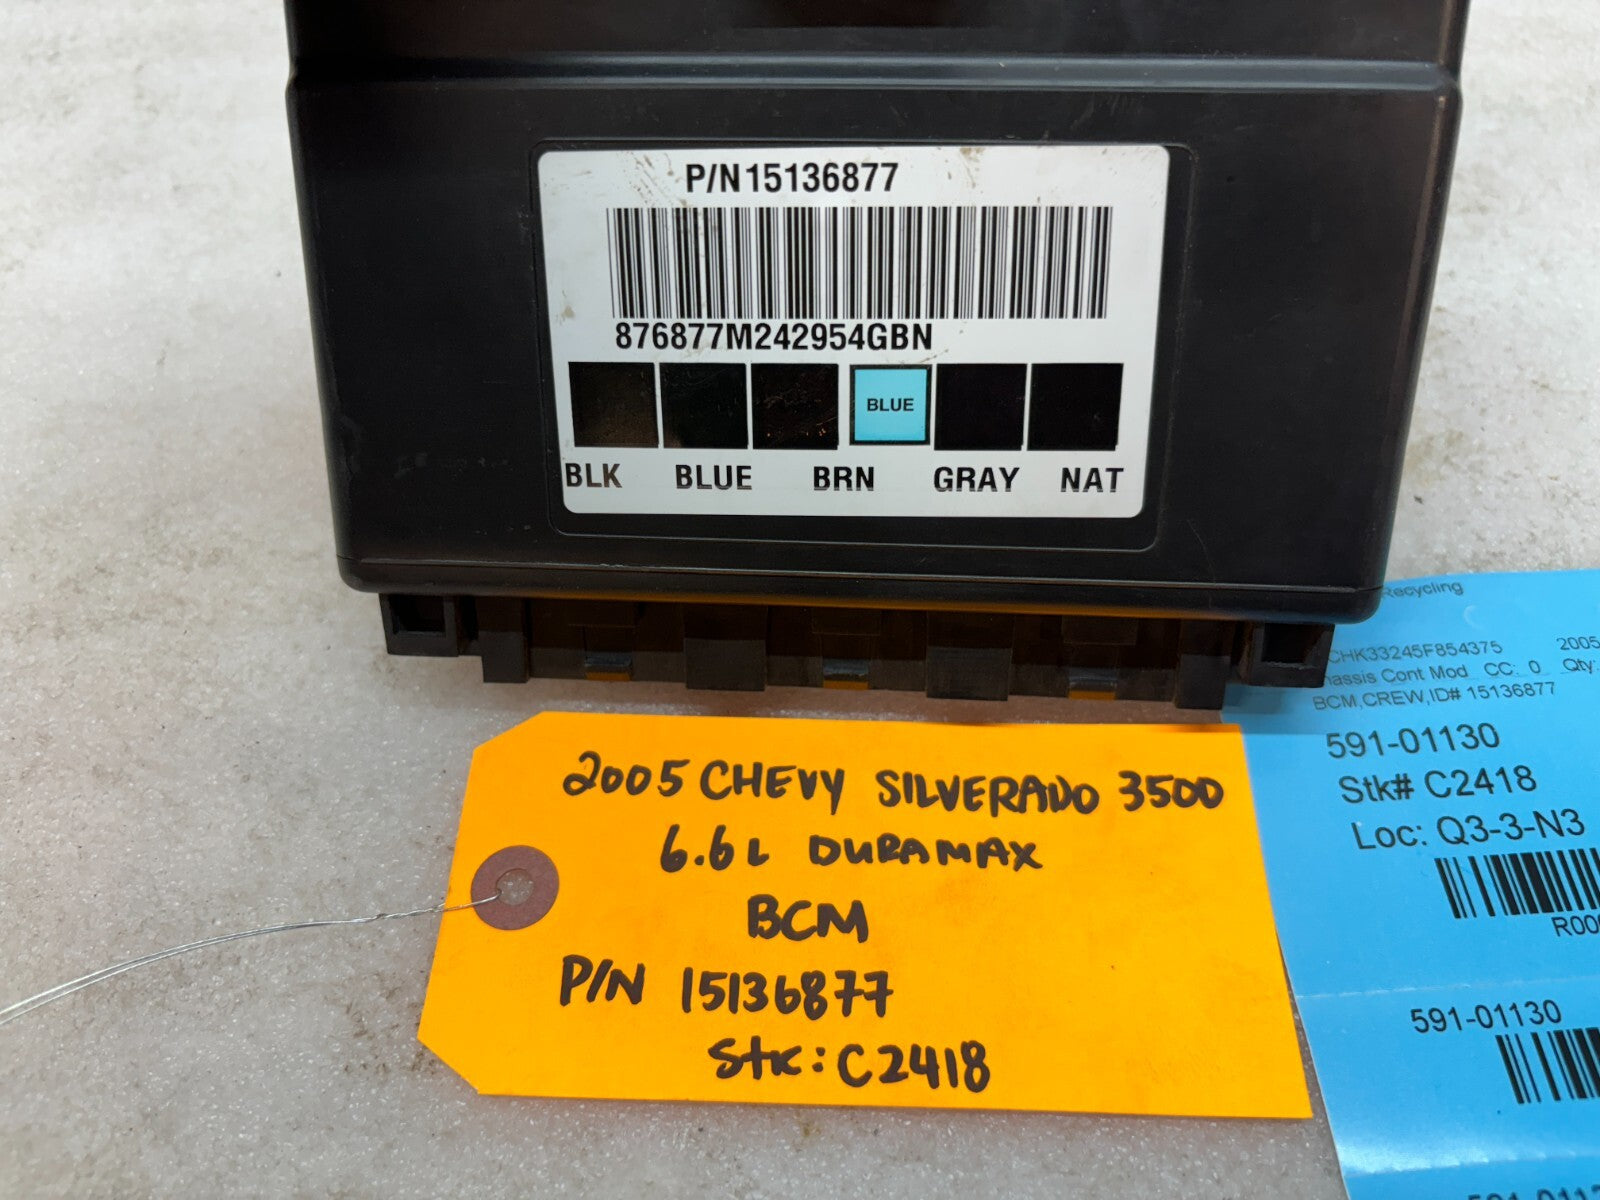 P/N15136877
876877M242954GBN
BLUE
BLK BLUE BRN GRAY NAT
2005 CHEVY SILVERADO 3500
6.6L DURAMAX
BCM
P/N 15136877
Stk: C2418
Recycling
CHK33245F854375 2005
Cont Mod CC: 0 Qty:
BCM,CREW,ID# 15136877
591-01130
Stk# C2418
Loc: Q3-3-N3
591-01130